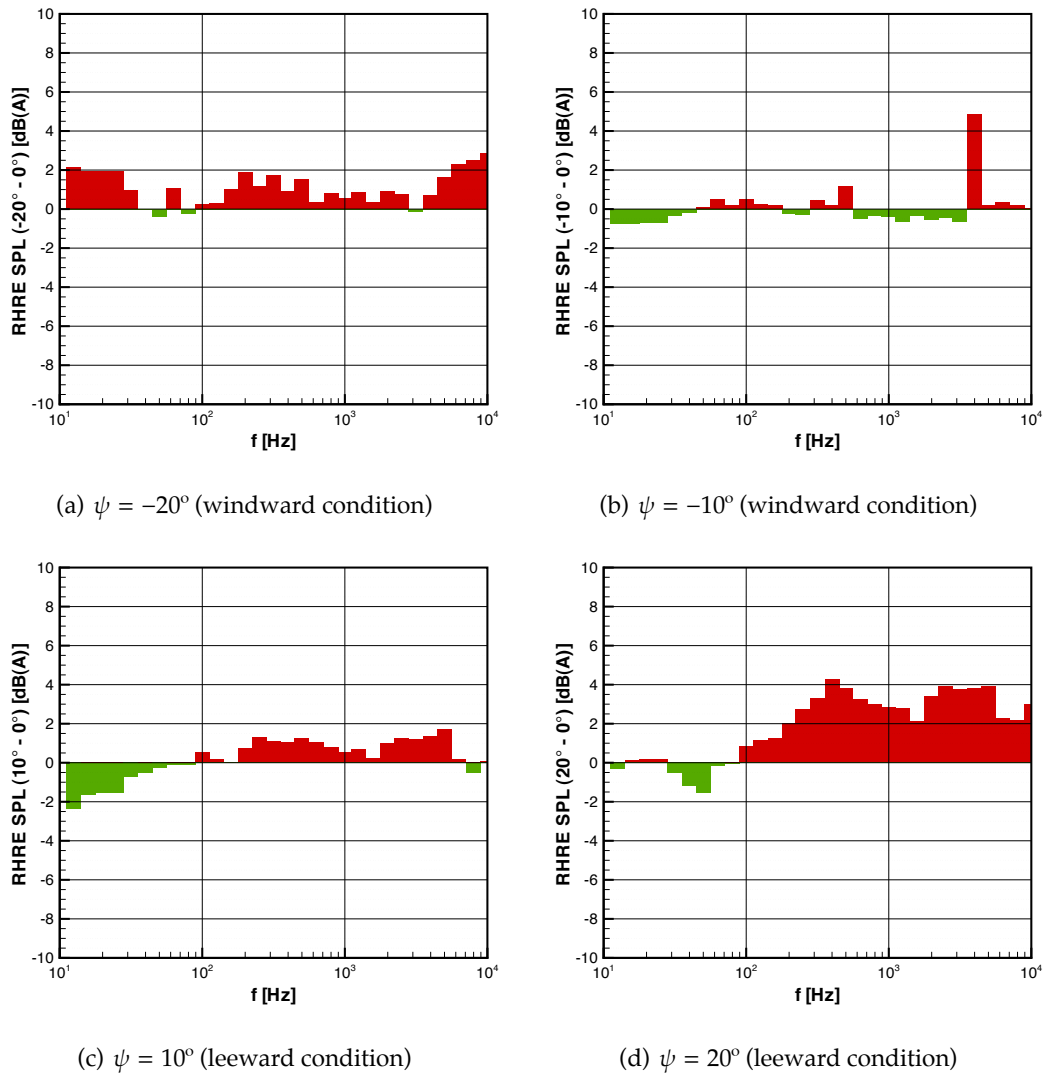 10
8
6
4
2
0
-2
-4
-6
-8
-10
RHRE SPL (-20° - 0°) [dB(A)]
10¹ 10² 10³ 10⁴
f [Hz]
(a) ψ = −20º (windward condition)
10
8
6
4
2
0
-2
-4
-6
-8
-10
RHRE SPL (-10° - 0°) [dB(A)]
10¹ 10² 10³ 10⁴
f [Hz]
(b) ψ = −10º (windward condition)
10
8
6
4
2
0
-2
-4
-6
-8
-10
RHRE SPL (10° - 0°) [dB(A)]
10¹ 10² 10³ 10⁴
f [Hz]
(c) ψ = 10º (leeward condition)
10
8
6
4
2
0
-2
-4
-6
-8
-10
RHRE SPL (20° - 0°) [dB(A)]
10¹ 10² 10³ 10⁴
f [Hz]
(d) ψ = 20º (leeward condition)